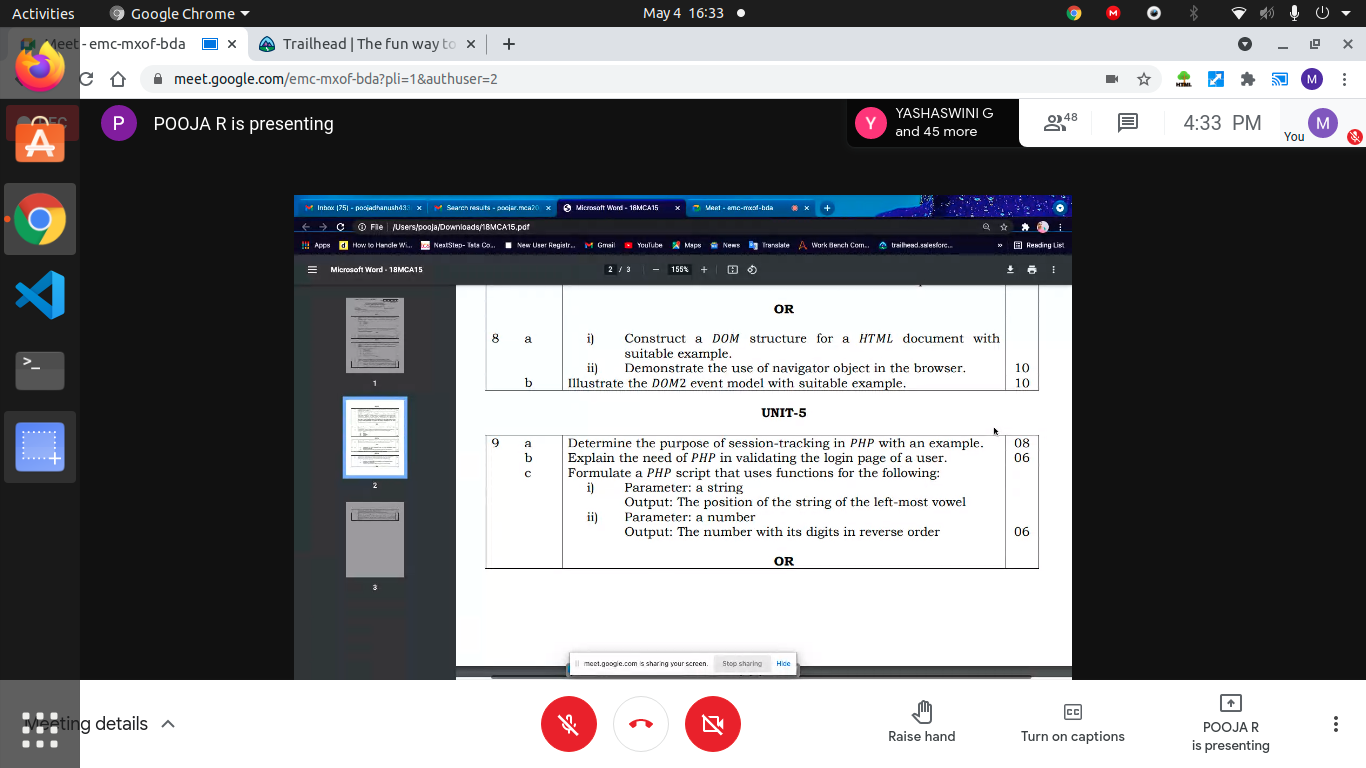 Activities
Google Chrome
May 4 16:33
Meet - emc-mxof-bda
Trailhead | The fun way to
meet.google.com/emc-mxof-bda?pli=1&authuser=2
HTML
M
P
POOJA R is presenting
Y
YASHASWINI G
and 45 more
48
4:33 PM
You
M
Inbox (75) - poojadhanush433
Search results - poojar.mca20
Microsoft Word - 18MCA15
Meet - emc-mxof-bda
File
/Users/pooja/Downloads/18MCA15.pdf
Apps
How to Handle Wi...
NextStep- Tata Co...
New User Registr...
Gmail
YouTube
Maps
News
Translate
Work Bench Com...
trailhead.salesforc...
»
Reading List
Microsoft Word - 18MCA15
2 / 3
155%
1
2
3
OR
8 a i) Construct a DOM structure for a HTML document with
suitable example.
ii) Demonstrate the use of navigator object in the browser. 10
b Illustrate the DOM2 event model with suitable example. 10
UNIT-5
9 a Determine the purpose of session-tracking in PHP with an example. 08
b Explain the need of PHP in validating the login page of a user. 06
c Formulate a PHP script that uses functions for the following:
i) Parameter: a string
Output: The position of the string of the left-most vowel
ii) Parameter: a number
Output: The number with its digits in reverse order 06
OR
meet.google.com is sharing your screen.
Stop sharing
Hide
ng details
Raise hand
CC
Turn on captions
POOJA R
is presenting